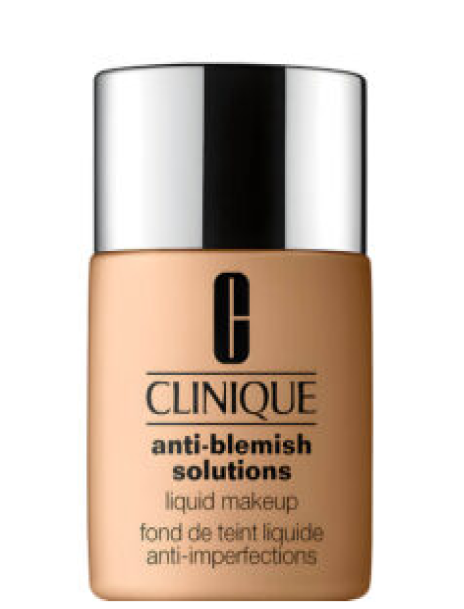 C
CLINIQUE
anti-blemish
solutions
liquid makeup
fond de teint liquide
anti-imperfections